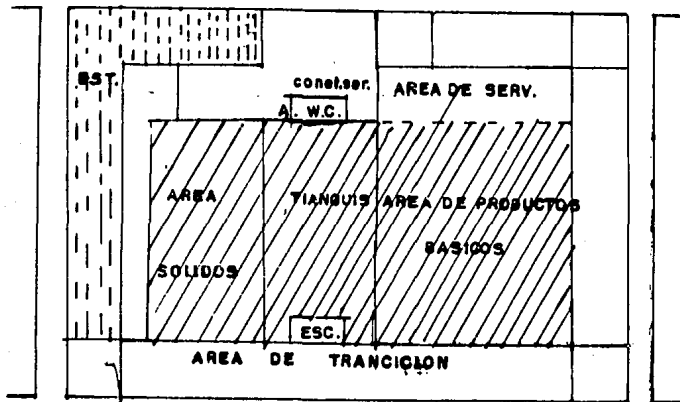 EST.
conet.ser.
AREA DE SERV.
A. W.C.
AREA
TIANGUIS
AREA DE PRODUCTOS
BASICOS
SOLIDOS
ESC.
AREA DE TRANCICION